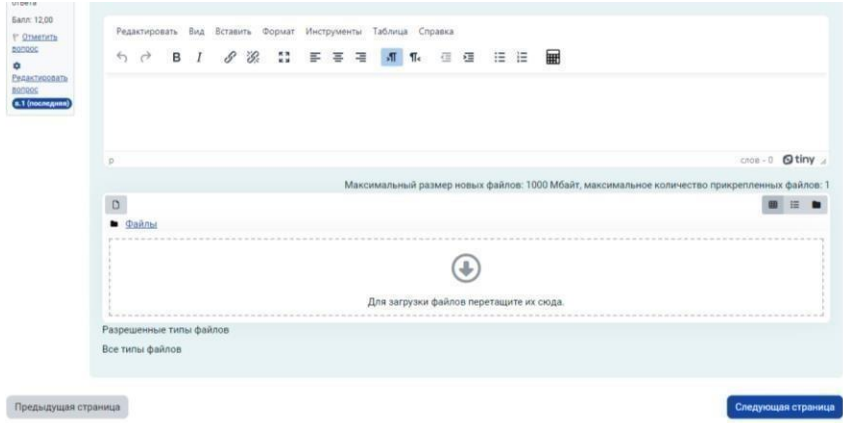 ответа
Балл: 12,00
Отметить
вопрос
Редактировать
вопрос
в.1 (последняя)
Редактировать Вид Вставить Формат Инструменты Таблица Справка
p
слов - 0 tiny
Максимальный размер новых файлов: 1000 Мбайт, максимальное количество прикрепленных файлов: 1
Файлы
Для загрузки файлов перетащите их сюда.
Разрешенные типы файлов
Все типы файлов
Предыдущая страница
Следующая страница